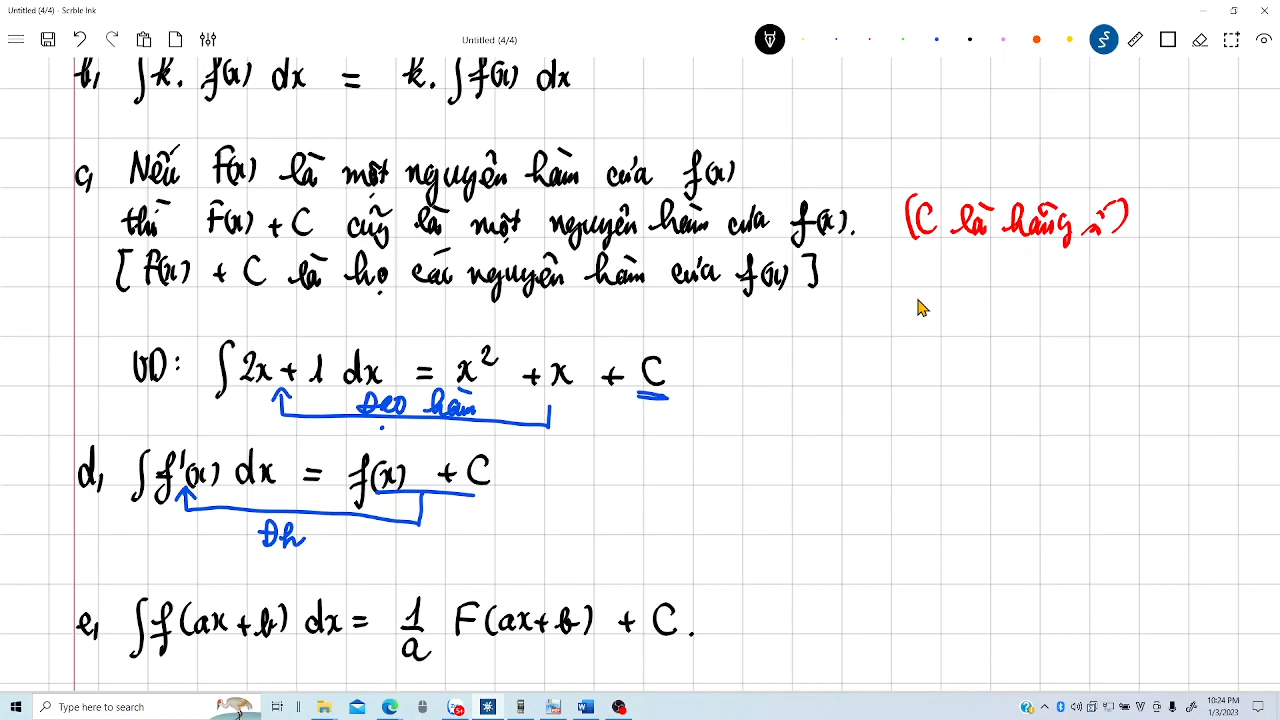 Untitled (4/4) - Scrble Ink
Untitled (4/4)
b, ∫k. f(x) dx = k. ∫f(x) dx
c, Nếu F(x) là một nguyên hàm của f(x)
thì F(x) + C cũg là một nguyên hàm của f(x). (C là hằng số)
[F(x) + C là họ các nguyên hàm của f(x)]
VD: ∫2x + 1 dx = x² + x + C
Đạo hàm
d, ∫f'(x) dx = f(x) + C
Đh
e, ∫f(ax+b) dx = 1/a F(ax+b) + C.
Type here to search
10:24 PM
1/3/2023